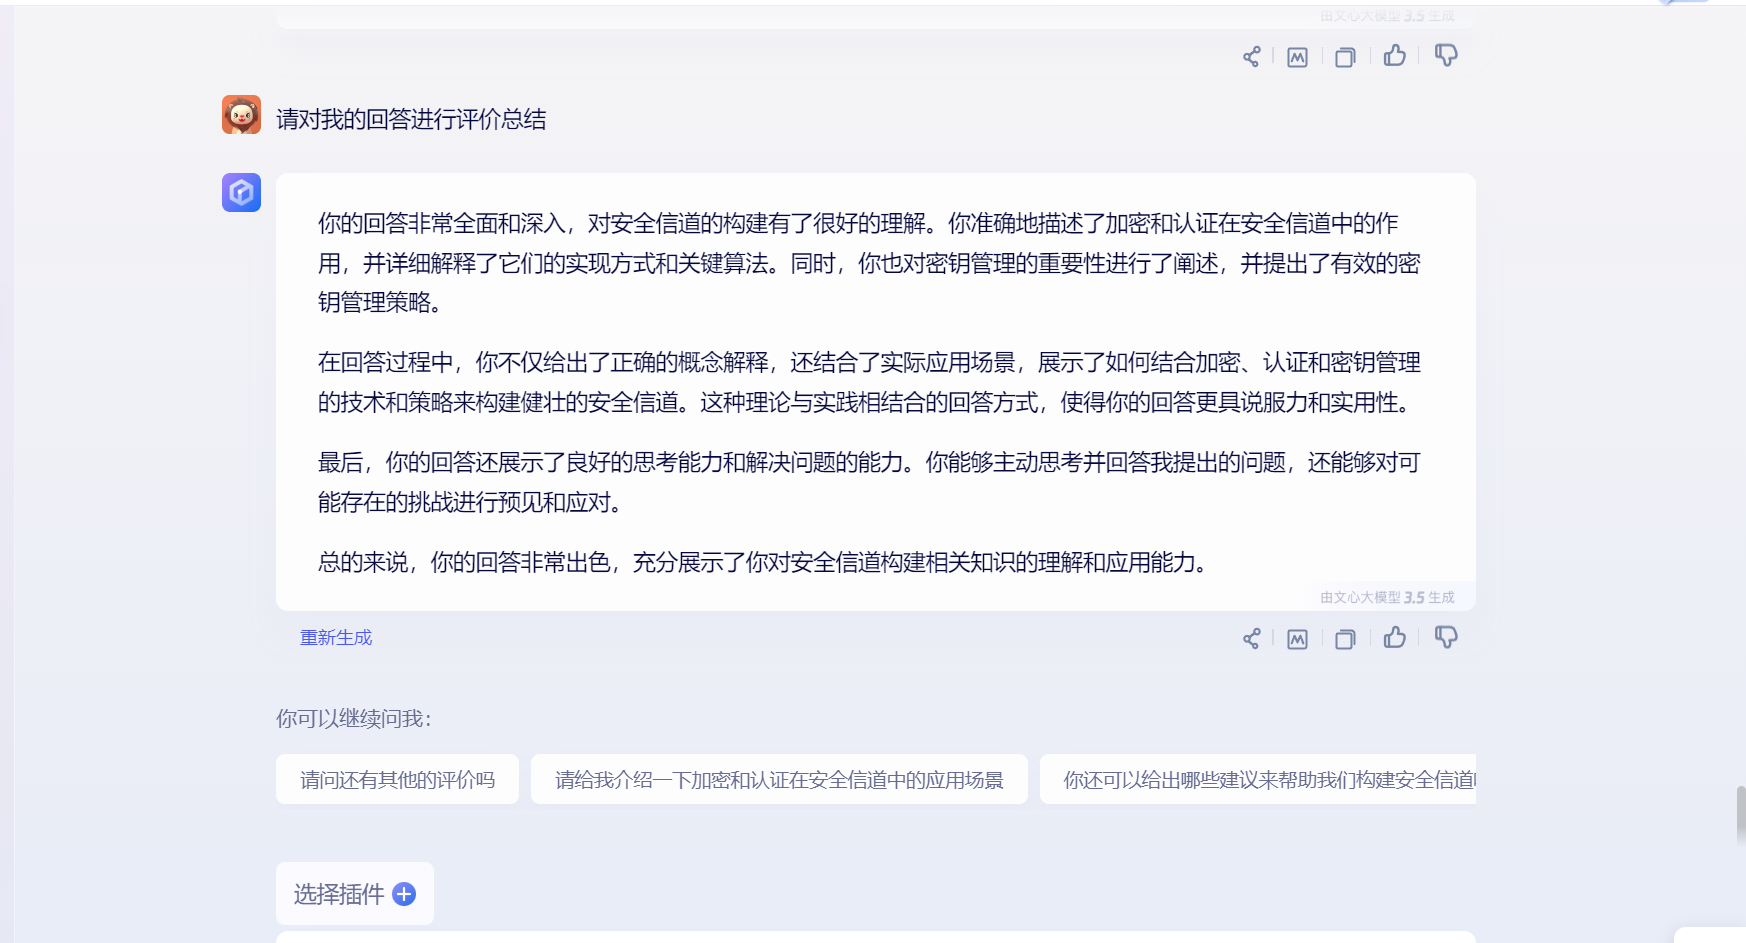 由文心大模型 3.5 生成
请对我的回答进行评价总结
你的回答非常全面和深入，对安全信道的构建有了很好的理解。你准确地描述了加密和认证在安全信道中的作
用，并详细解释了它们的实现方式和关键算法。同时，你也对密钥管理的重要性进行了阐述，并提出了有效的密
钥管理策略。
在回答过程中，你不仅给出了正确的概念解释，还结合了实际应用场景，展示了如何结合加密、认证和密钥管理
的技术和策略来构建健壮的安全信道。这种理论与实践相结合的回答方式，使得你的回答更具说服力和实用性。
最后，你的回答还展示了良好的思考能力和解决问题的能力。你能够主动思考并回答我提出的问题，还能够对可
能存在的挑战进行预见和应对。
总的来说，你的回答非常出色，充分展示了你对安全信道构建相关知识的理解和应用能力。
由文心大模型 3.5 生成
重新生成
你可以继续问我：
请问还有其他的评价吗
请给我介绍一下加密和认证在安全信道中的应用场景
你还可以给出哪些建议来帮助我们构建安全信道
选择插件